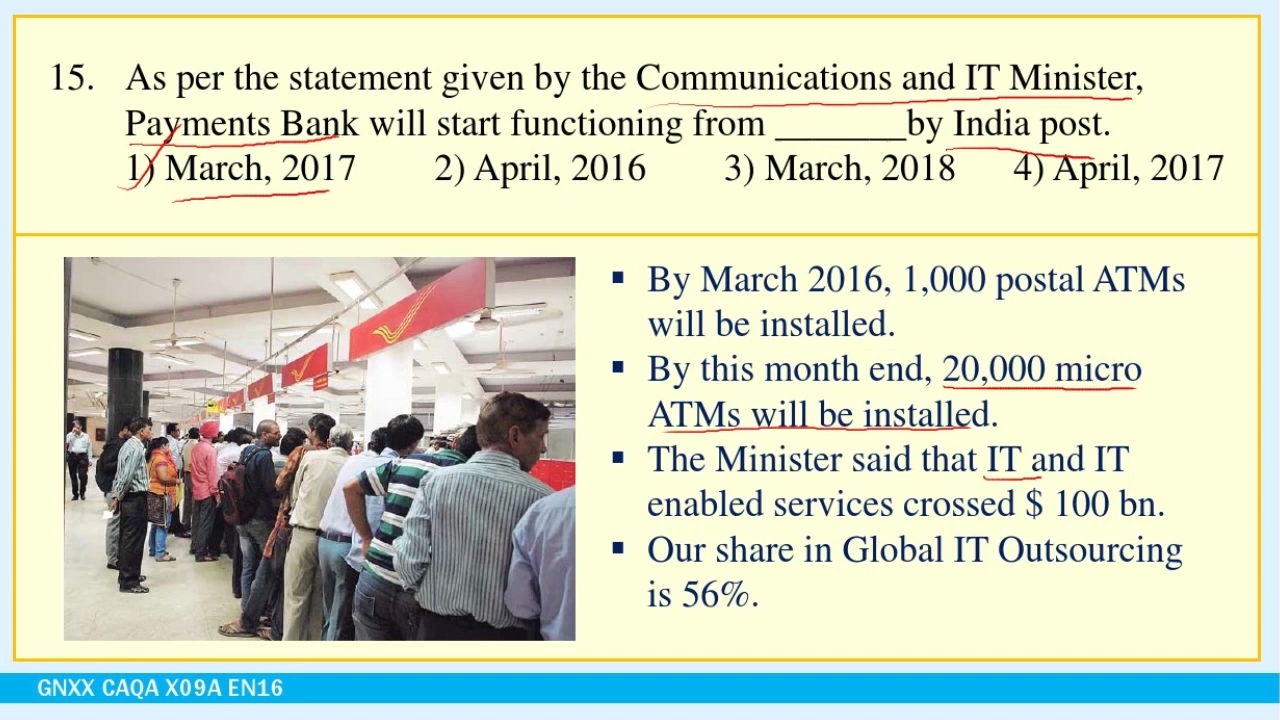 15. As per the statement given by the Communications and IT Minister,
Payments Bank will start functioning from _______by India post.
1) March, 2017 2) April, 2016 3) March, 2018 4) April, 2017
▪ By March 2016, 1,000 postal ATMs
will be installed.
▪ By this month end, 20,000 micro
ATMs will be installed.
▪ The Minister said that IT and IT
enabled services crossed $ 100 bn.
▪ Our share in Global IT Outsourcing
is 56%.
GNXX CAQA X09A EN16